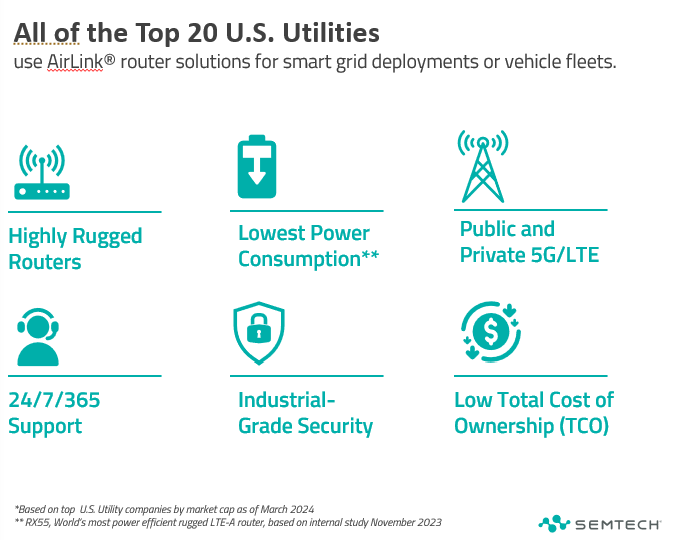 All of the Top 20 U.S. Utilities
use AirLink® router solutions for smart grid deployments or vehicle fleets.
Highly Rugged
Routers
Lowest Power
Consumption**
Public and
Private 5G/LTE
24/7/365
Support
Industrial-
Grade Security
Low Total Cost of
Ownership (TCO)
*Based on top U.S. Utility companies by market cap as of March 2024
** RX55, World's most power efficient rugged LTE-A router, based on internal study November 2023
SEMTECH